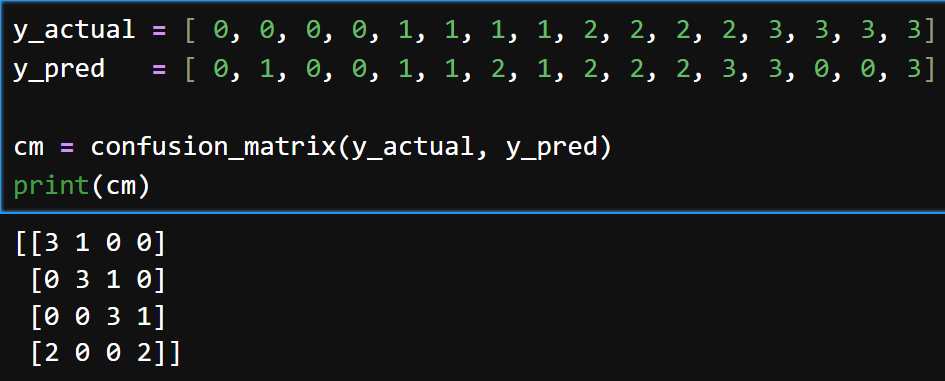 y_actual = [ 0, 0, 0, 0, 1, 1, 1, 1, 2, 2, 2, 2, 3, 3, 3, 3]
y_pred   = [ 0, 1, 0, 0, 1, 1, 2, 1, 2, 2, 2, 3, 3, 0, 0, 3]
cm = confusion_matrix(y_actual, y_pred)
print(cm)
[[3 1 0 0]
 [0 3 1 0]
 [0 0 3 1]
 [2 0 0 2]]